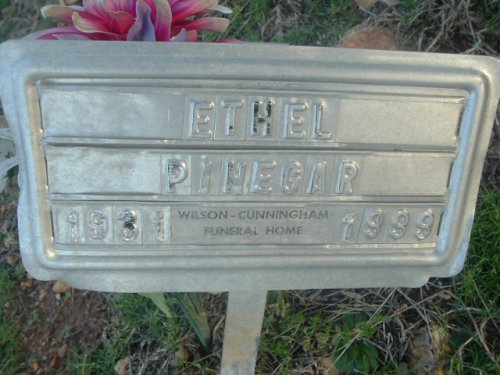 ETHEL
PINEGAR
1931 WILSON-CUNNINGHAM FUNERAL HOME 1999